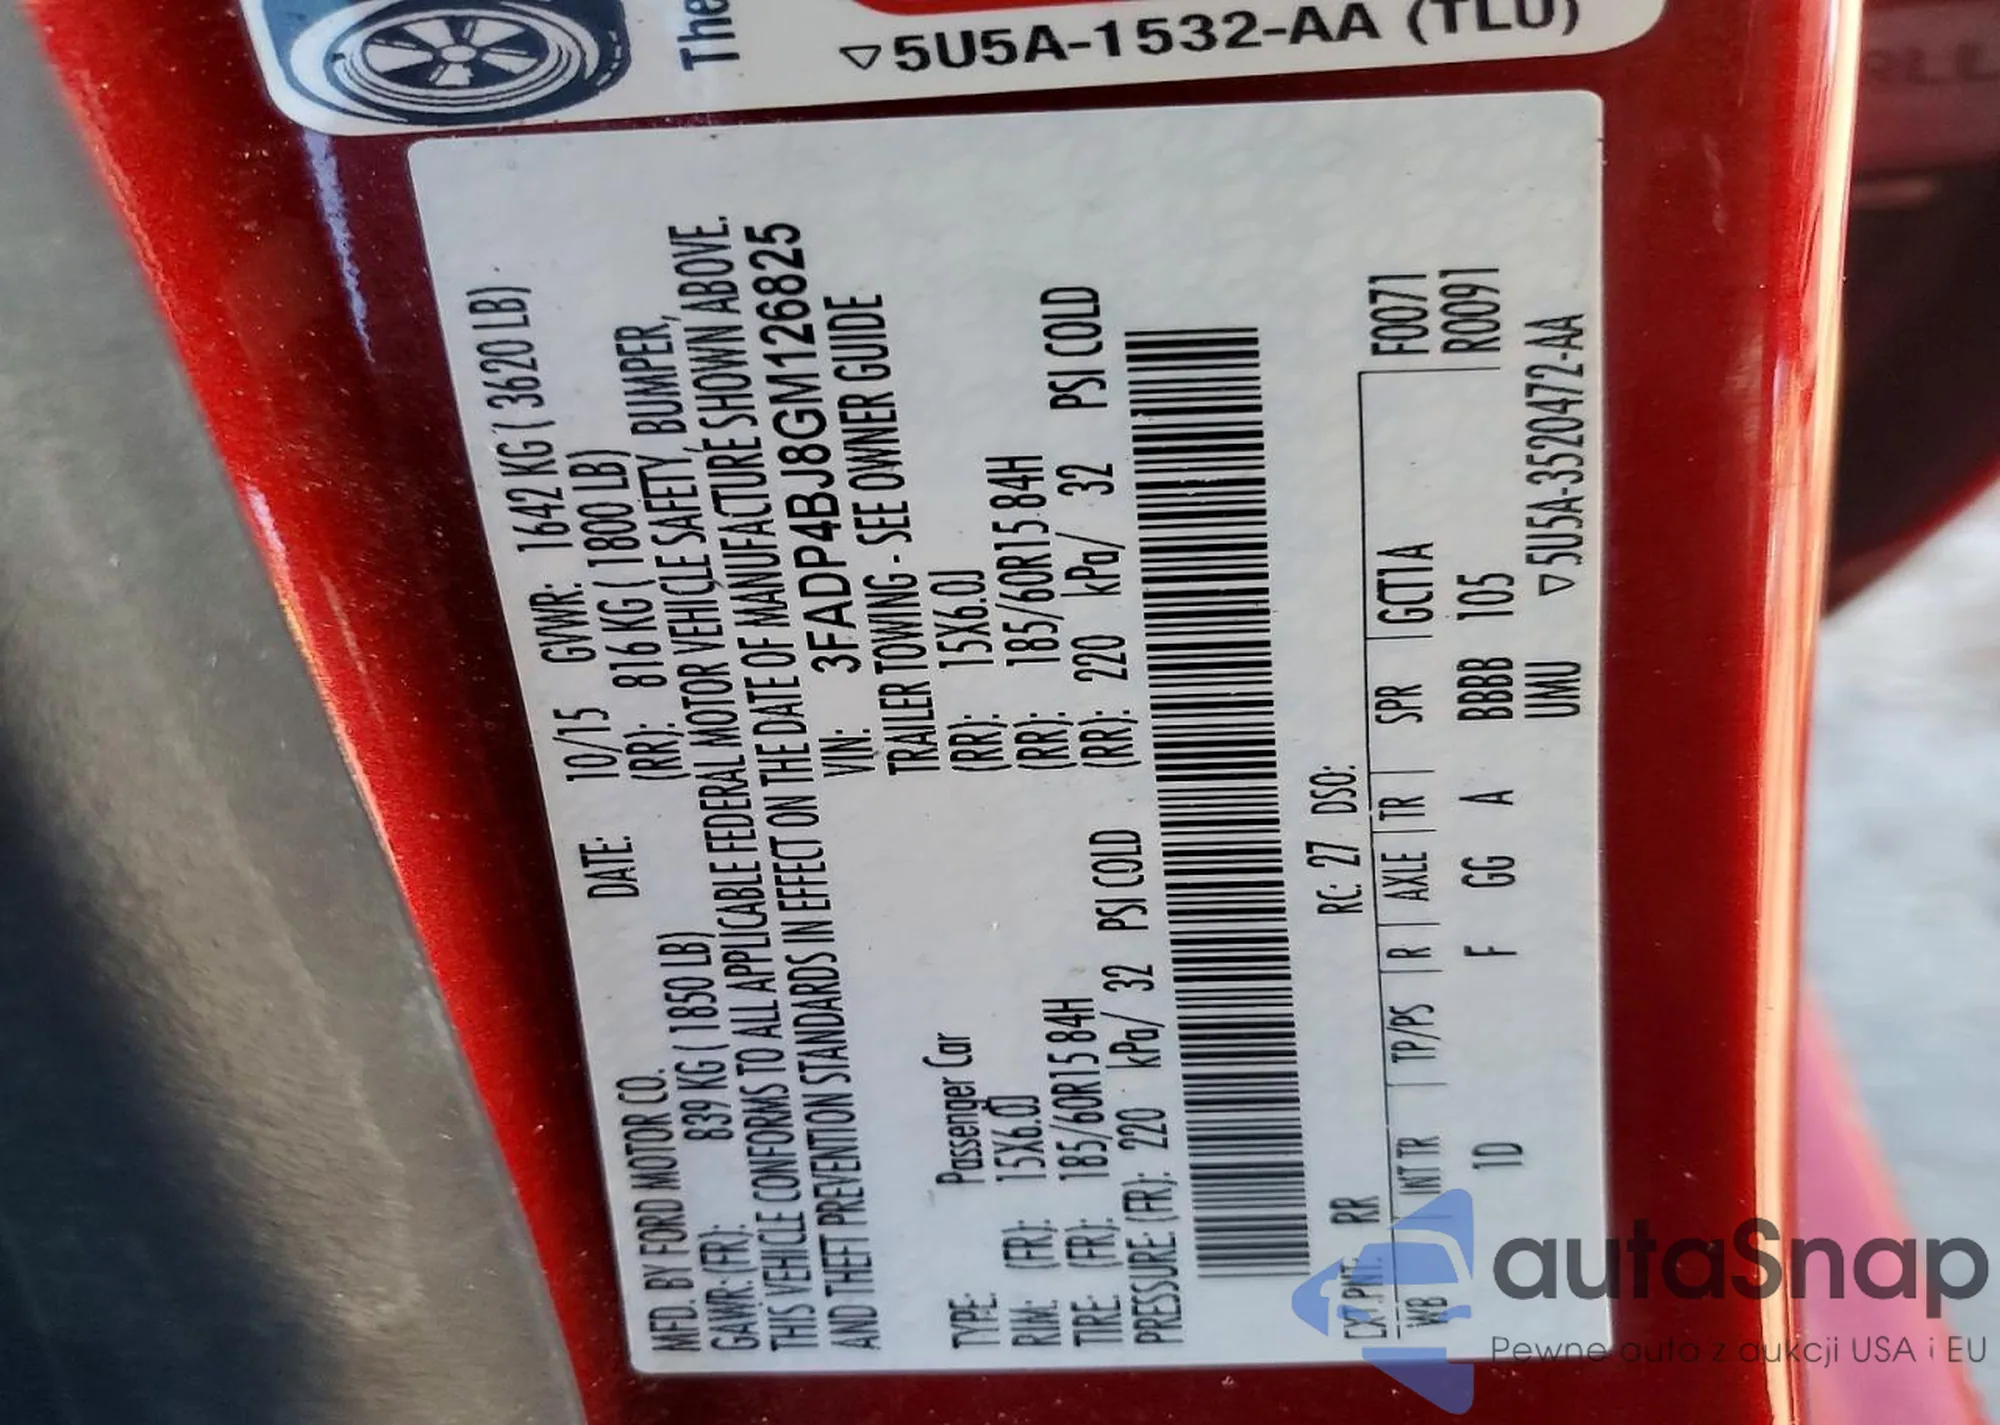 The
▽5U5A-1532-AA (TLU)
MFD. BY FORD MOTOR CO. DATE: 10/15 GVWR: 1642 KG ( 3620 LB)
GAWR: (FR): 839 KG ( 1850 LB) (RR): 816 KG ( 1800 LB)
THIS VEHICLE CONFORMS TO ALL APPLICABLE FEDERAL MOTOR VEHICLE SAFETY, BUMPER,
AND THEFT PREVENTION STANDARDS IN EFFECT ON THE DATE OF MANUFACTURE SHOWN ABOVE.
VIN: 3FADP4BJ8GM126825
TYPE: Passenger Car TRAILER TOWING - SEE OWNER GUIDE
RIM: (FR): 15X6.0J (RR): 15X6.0J
TIRE: (FR): 185/60R15 84H (RR): 185/60R15 84H
PRESSURE: (FR): 220 kPa/ 32 PSI COLD (RR): 220 kPa/ 32 PSI COLD
EXT PNT: RR RC: 27 DSO: F0071
WB INT TR TP/PS R AXLE TR SPR GCT1A R0091
1D F GG A BBBB 105
UMU ▽5U5A-3520472-AA
autaSnap
Pewne auta z aukcji USA i EU